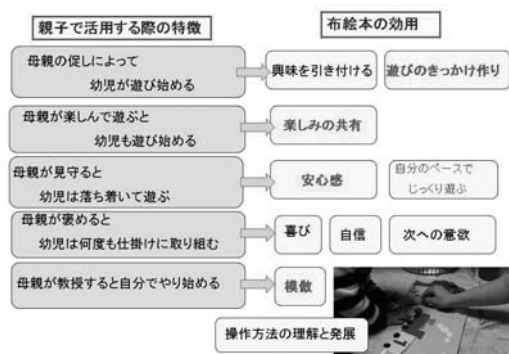 親子で活用する際の特徴
布絵本の効用
母親の促しによって
幼児が遊び始める
興味を引き付ける
遊びのきっかけ作り
母親が楽しんで遊ぶと
幼児も遊び始める
楽しみの共有
母親が見守ると
幼児は落ち着いて遊ぶ
安心感
自分のペースで
じっくり遊ぶ
母親が褒めると
幼児は何度も仕掛けに取り組む
喜び
自信
次への意欲
母親が教授すると自分でやり始める
模倣
操作方法の理解と発展